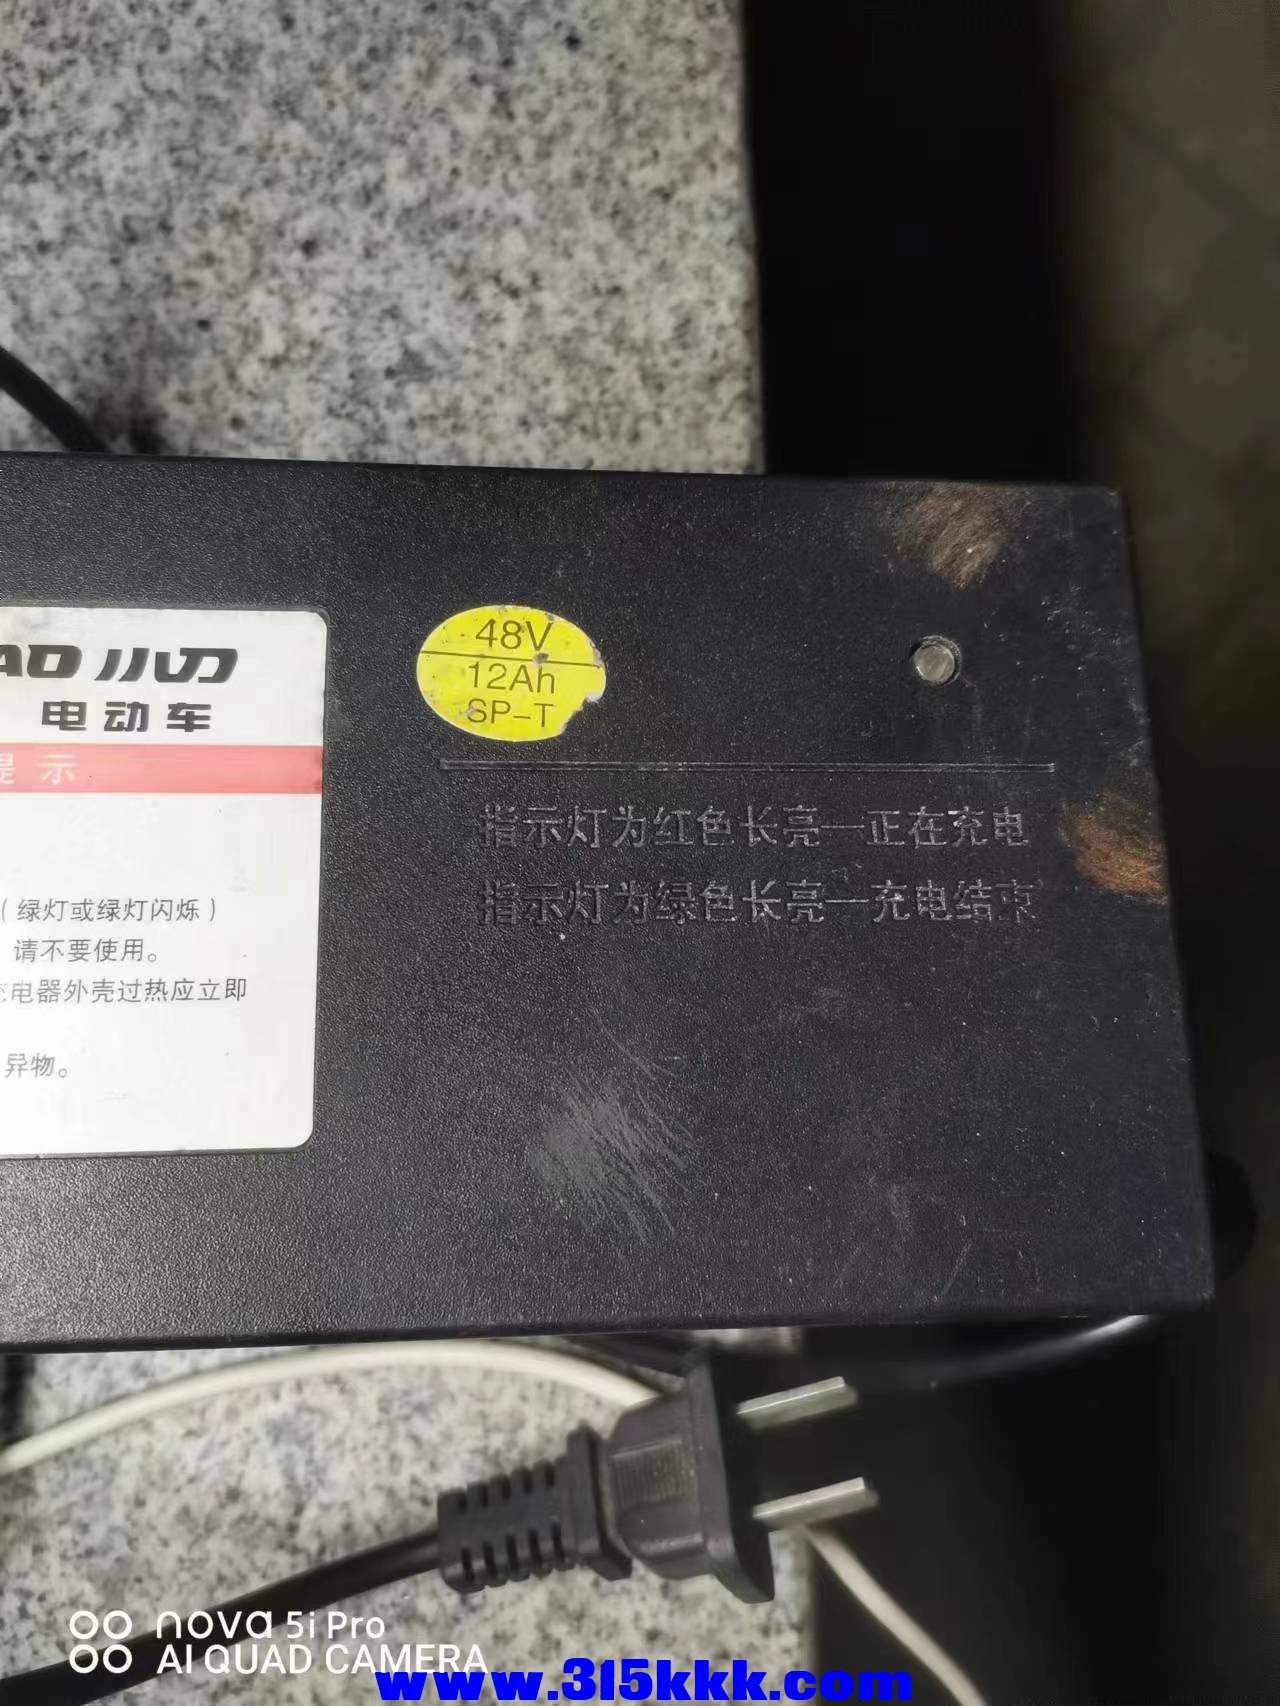 AO 小刀
电动车
提示
（绿灯或绿灯闪烁）
请不要使用。
充电器外壳过热应立即
异物。
48V
12Ah
SP-T
指示灯为红色长亮—正在充电
指示灯为绿色长亮—充电结束
nova 5i Pro
AI QUAD CAMERA
www.315kkk.com